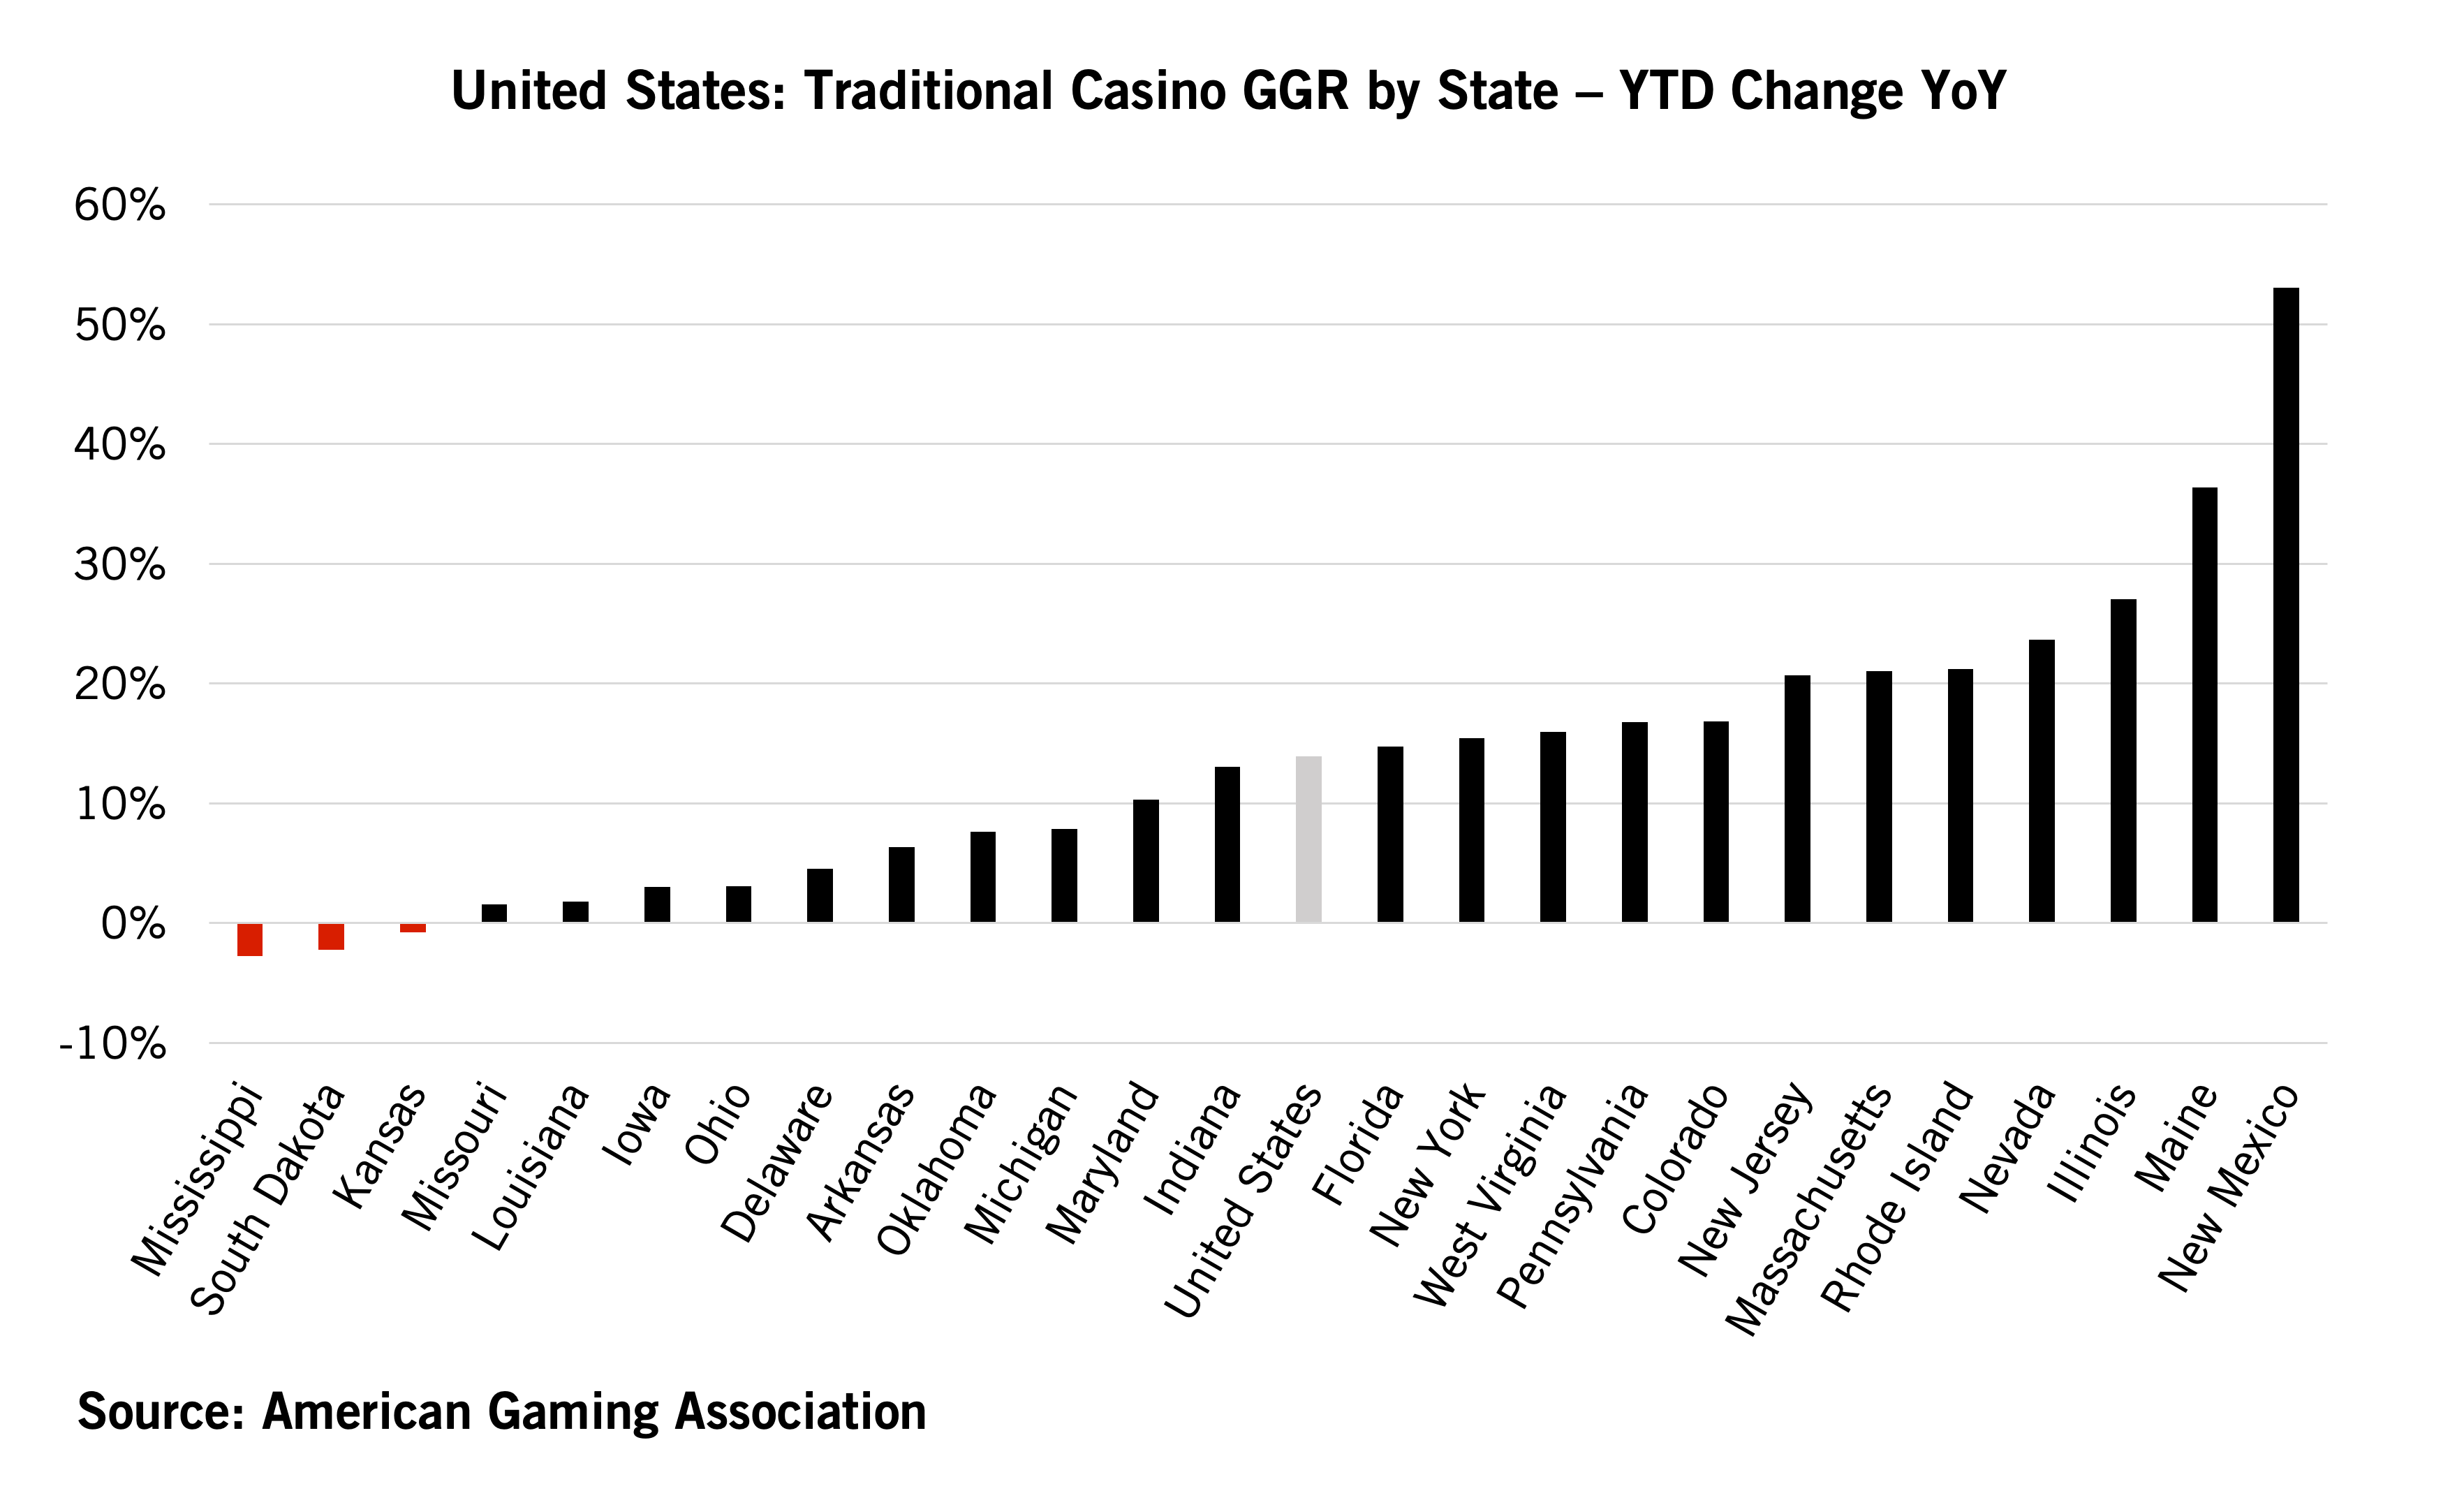 United States: Traditional Casino GGR by State – YTD Change YoY
60%
50%
40%
30%
20%
10%
0%
-10%
Mississippi
South Dakota
Kansas
Missouri
Louisiana
Iowa
Ohio
Delaware
Arkansas
Oklahoma
Michigan
Maryland
Indiana
United States
Florida
New York
West Virginia
Pennsylvania
Colorado
New Jersey
Massachusetts
Rhode Island
Nevada
Illinois
Maine
New Mexico
Source: American Gaming Association